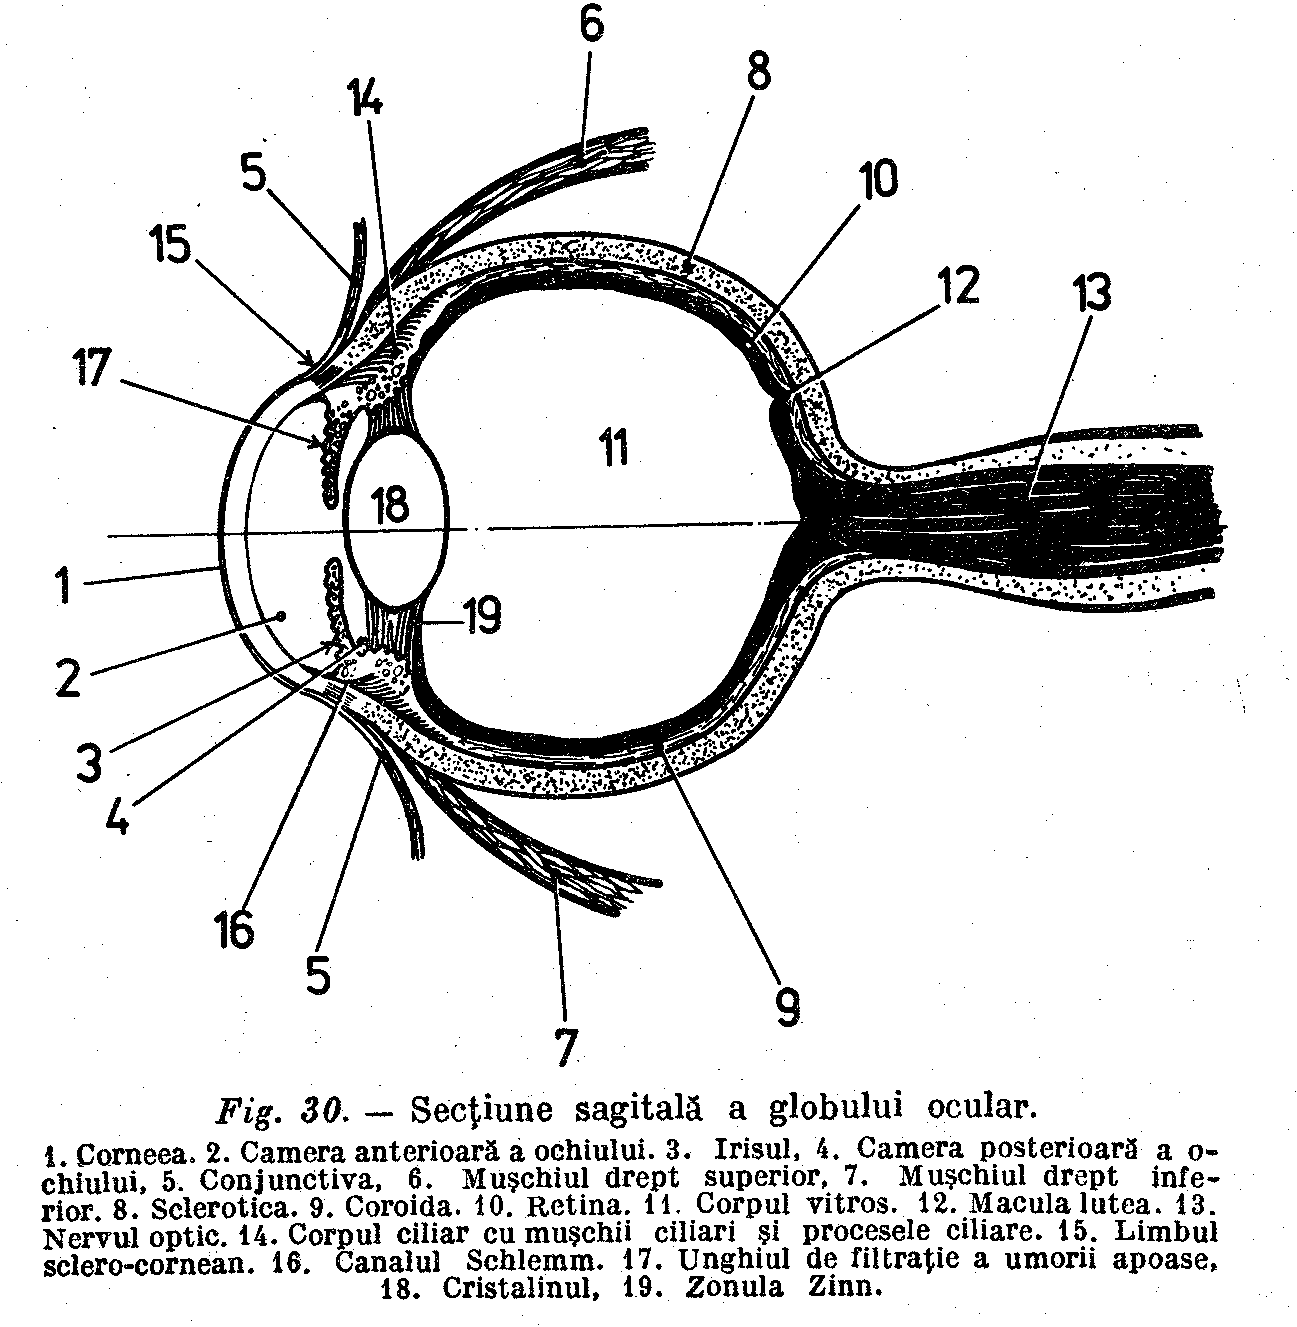 6
8
14
10
5
15
12
13
17
11
18
1
19
2
3
4
16
5
9
7
Fig. 30. — Secţiune sagitală a globului ocular.
1. Corneea. 2. Camera anterioară a ochiului. 3. Irisul, 4. Camera posterioară a o-
chiului, 5. Conjunctiva, 6. Muşchiul drept superior, 7. Muşchiul drept infe-
rior. 8. Sclerotica. 9. Coroida. 10. Retina. 11. Corpul vitros. 12. Macula lutea. 13.
Nervul optic. 14. Corpul ciliar cu muşchii ciliari şi procesele ciliare. 15. Limbul
sclero-cornean. 16. Canalul Schlemm. 17. Unghiul de filtraţie a umorii apoase,
18. Cristalinul, 19. Zonula Zinn.